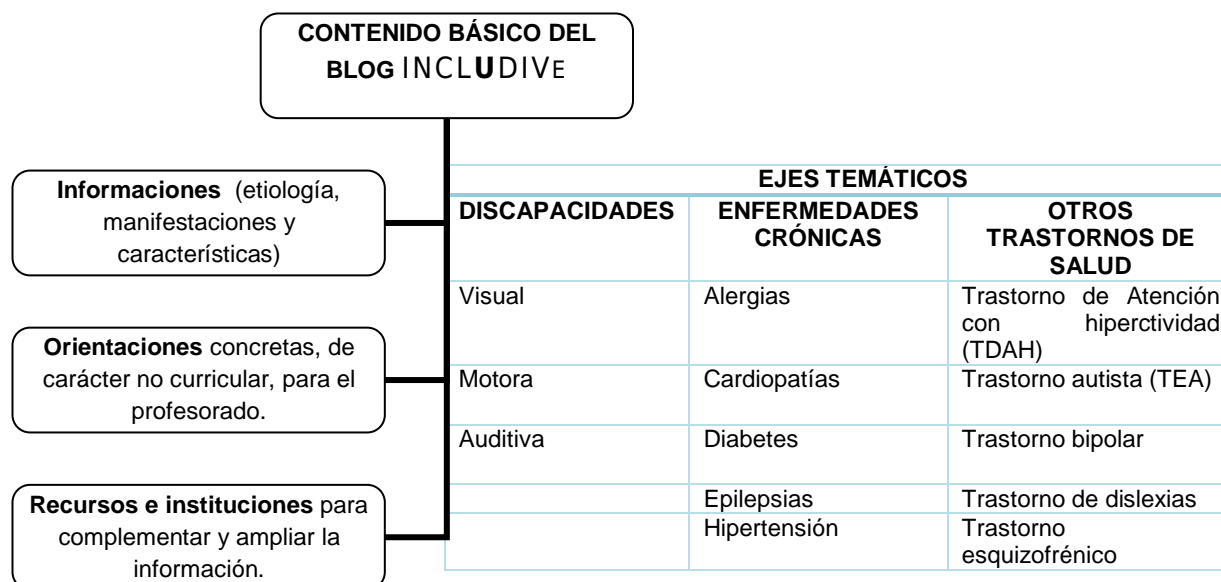 CONTENIDO BÁSICO DEL
BLOG INCLUDIVE
Informaciones (etiología,
manifestaciones y
características)
Orientaciones concretas, de
carácter no curricular, para el
profesorado.
Recursos e instituciones para
complementar y ampliar la
información.
EJES TEMÁTICOS
DISCAPACIDADES
ENFERMEDADES
CRÓNICAS
OTROS
TRASTORNOS DE
SALUD
Visual
Alergias
Trastorno de Atención
con hiperctividad
(TDAH)
Motora
Cardiopatías
Trastorno autista (TEA)
Auditiva
Diabetes
Trastorno bipolar
Epilepsias
Trastorno de dislexias
Hipertensión
Trastorno
esquizofrénico